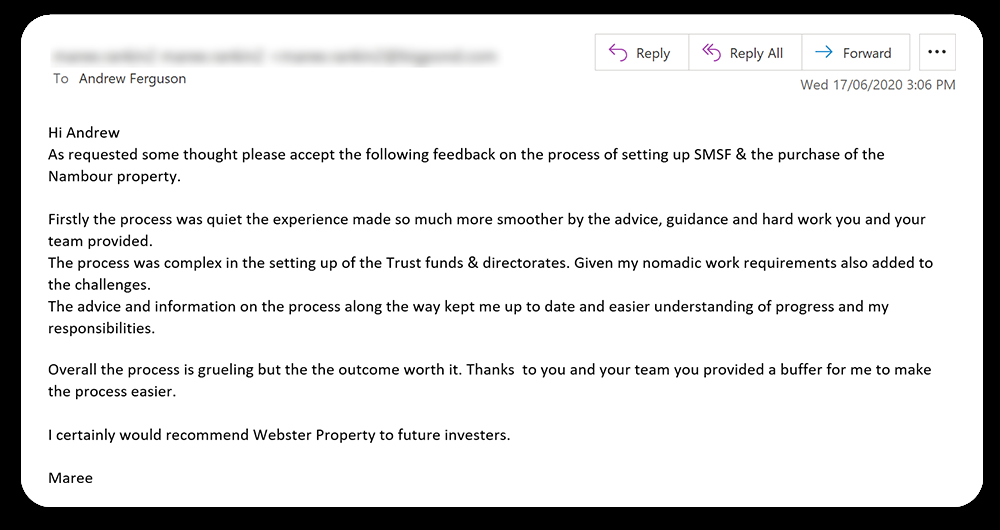 Reply
Reply All
Forward
To Andrew Ferguson
Wed 17/06/2020 3:06 PM
Hi Andrew
As requested some thought please accept the following feedback on the process of setting up SMSF & the purchase of the
Nambour property.
Firstly the process was quiet the experience made so much more smoother by the advice, guidance and hard work you and your
team provided.
The process was complex in the setting up of the Trust funds & directorates. Given my nomadic work requirements also added to
the challenges.
The advice and information on the process along the way kept me up to date and easier understanding of progress and my
responsibilities.
Overall the process is grueling but the the outcome worth it. Thanks  to you and your team you provided a buffer for me to make
the process easier.
I certainly would recommend Webster Property to future investers.
Maree